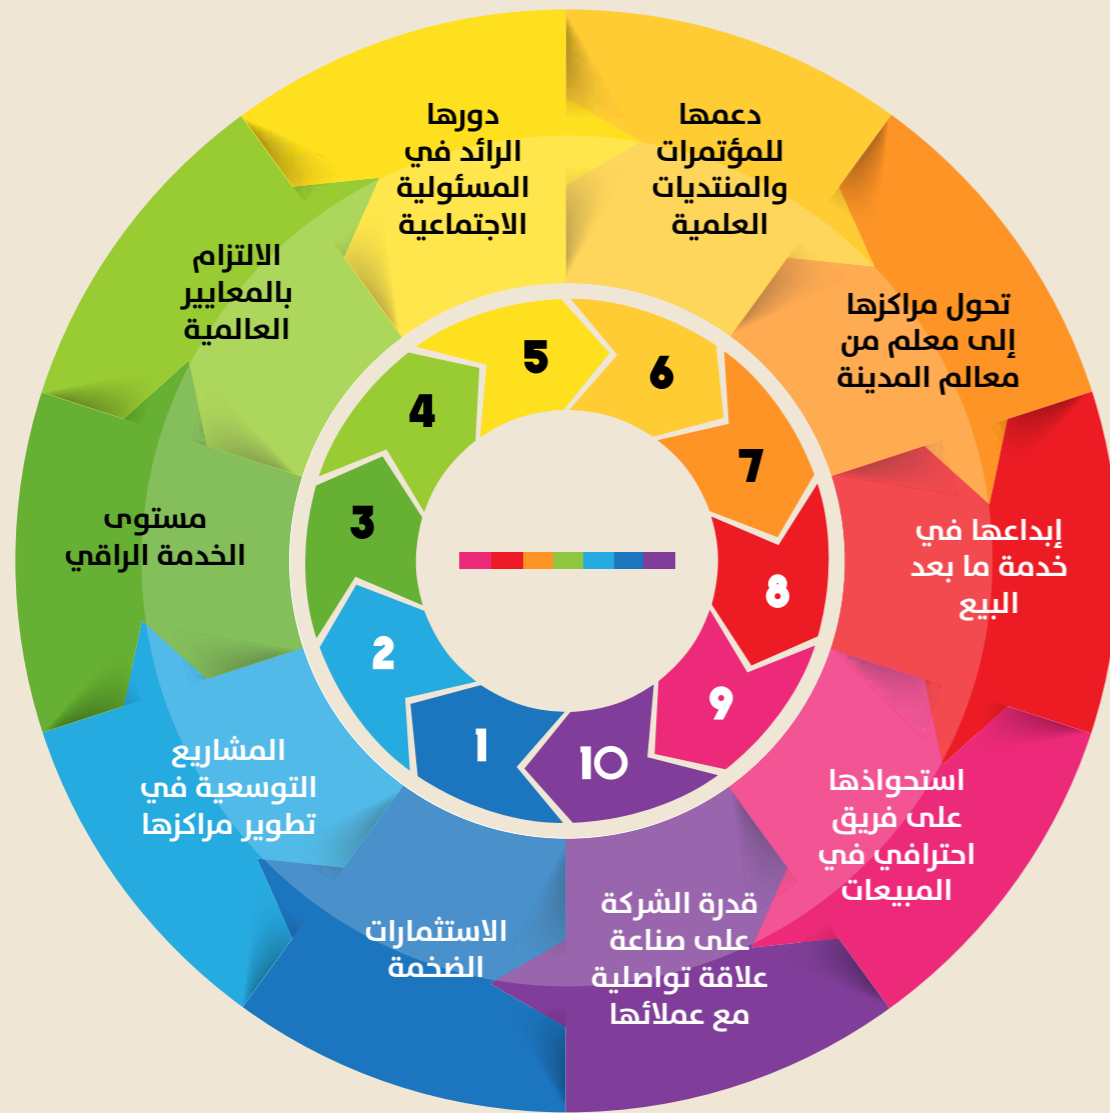 1
الاستثمارات
الضخمة
2
المشاريع
التوسعية في
تطوير مراكزها
3
مستوى
الخدمة الراقي
4
الالتزام
بالمعايير
العالمية
5
دورها
الرائد في
المسئولية
الاجتماعية
6
دعمها
للمؤتمرات
والمنتديات
العلمية
7
تحول مراكزها
إلى معلم من
معالم المدينة
8
إبداعها في
خدمة ما بعد
البيع
9
استحواذها
على فريق
احترافي في
المبيعات
10
قدرة الشركة
على صناعة
علاقة تواصلية
مع عملائها